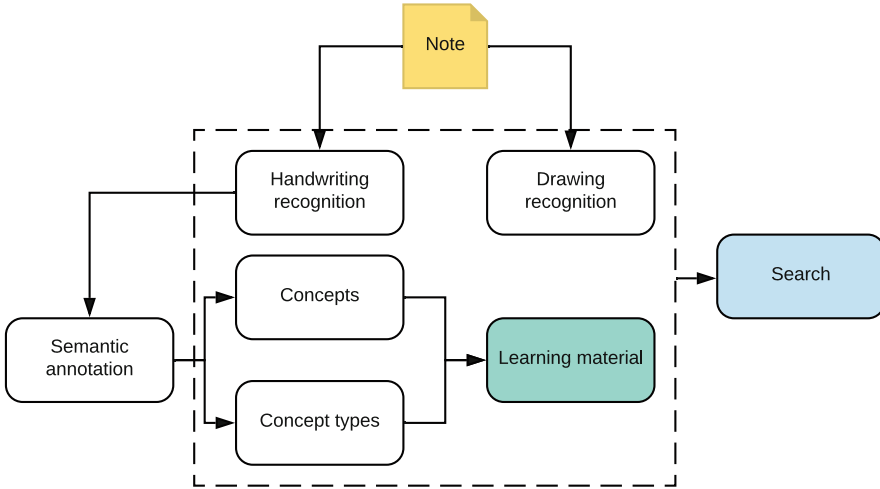 Note
Handwriting
recognition
Drawing
recognition
Search
Concepts
Semantic
annotation
Learning material
Concept types